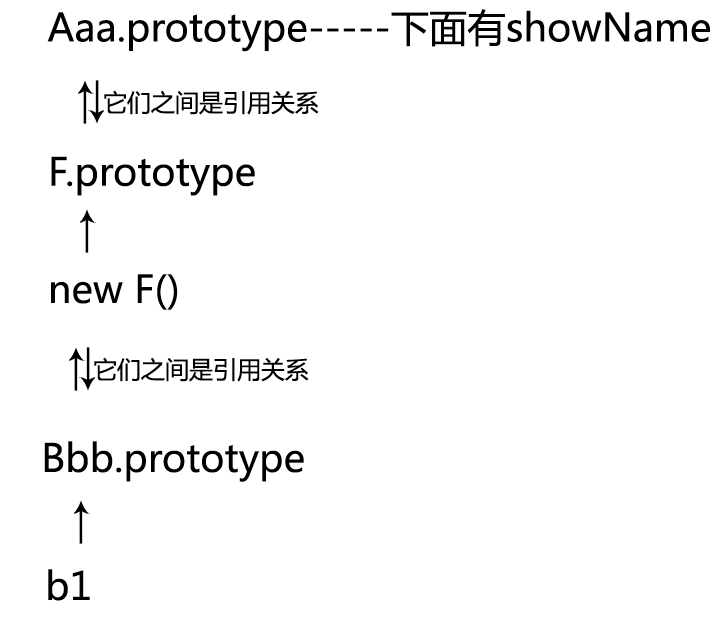 Aaa.prototype-----下面有showName
它们之间是引用关系
F.prototype
new F()
它们之间是引用关系
Bbb.prototype
b1